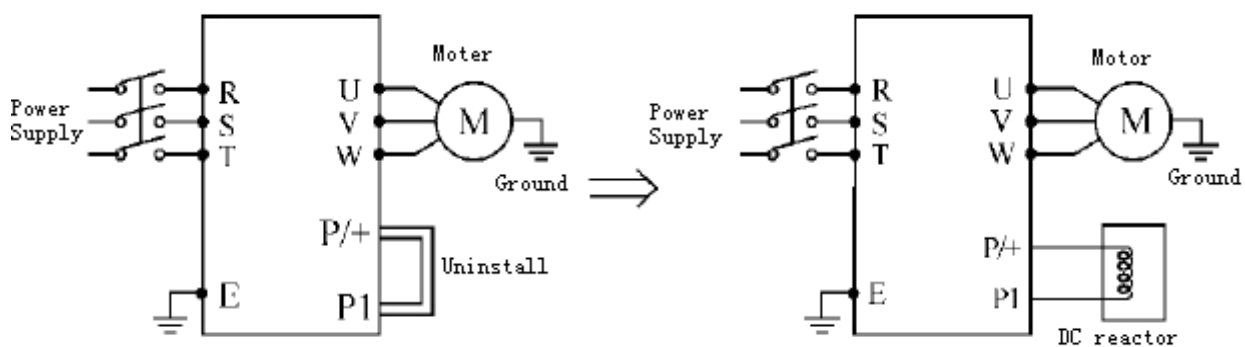 Moter
Power
Supply
R
S
T
U
V
W
M
Ground
P/+
Uninstall
E
P1
Motor
Power
Supply
R
S
T
U
V
W
M
Ground
P/+
E
P1
DC reactor